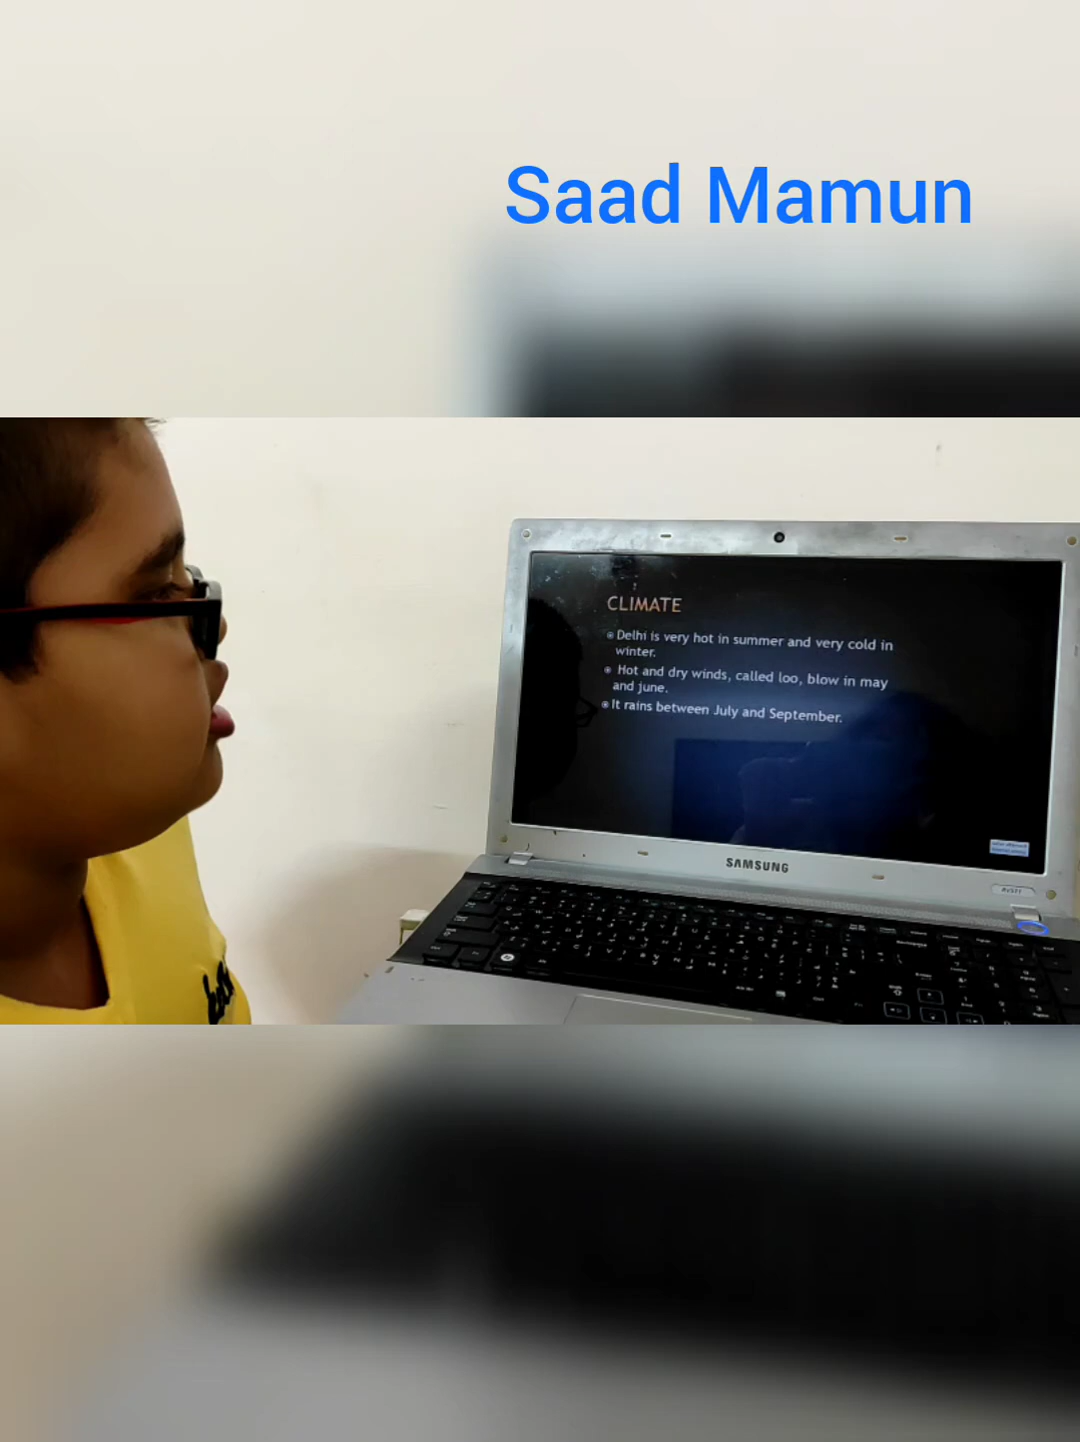 Saad Mamun
CLIMATE
Delhi is very hot in summer and very cold in
winter.
Hot and dry winds, called loo, blow in may
and june.
It rains between July and September.
SAMSUNG
RV511